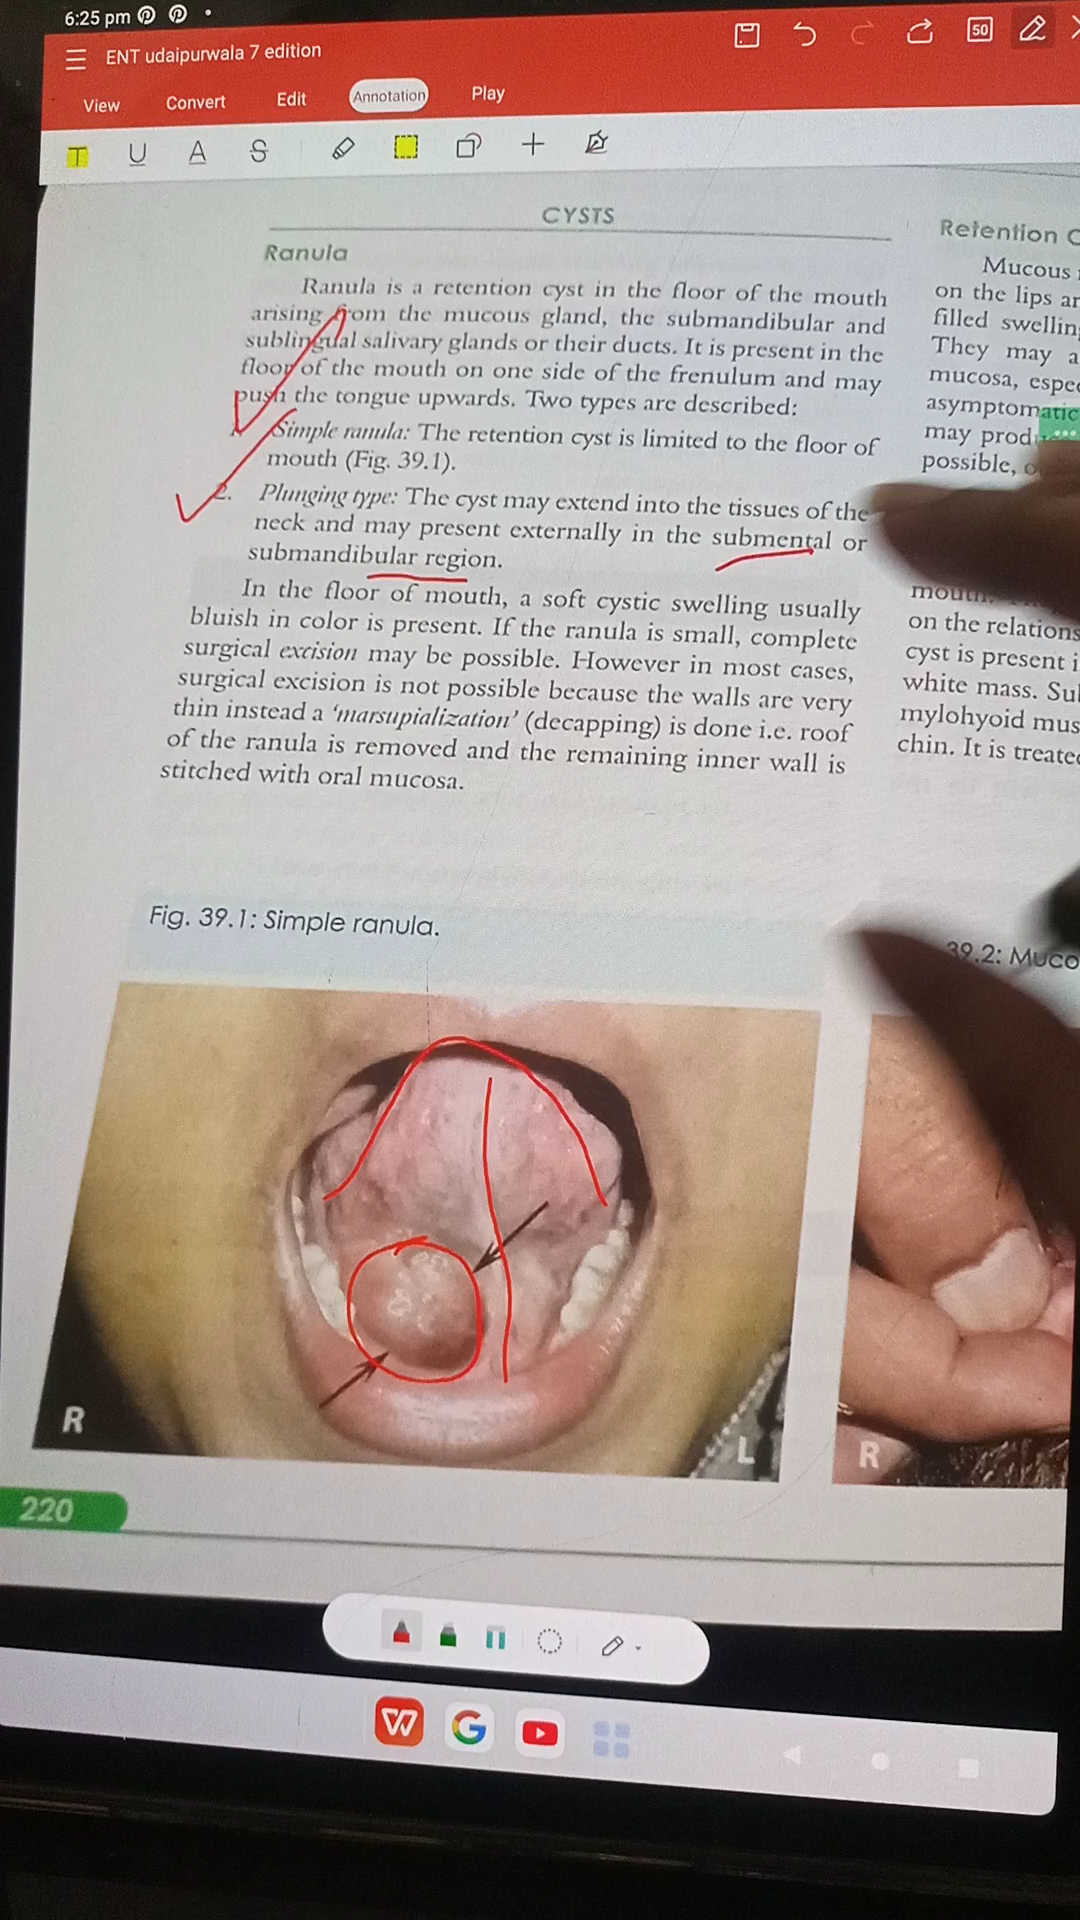 6:25 pm
ENT udaipurwala 7 edition
50
View Convert Edit Annotation Play
T U A S
CYSTS
Ranula
Ranula is a retention cyst in the floor of the mouth
arising from the mucous gland, the submandibular and
sublingual salivary glands or their ducts. It is present in the
floor of the mouth on one side of the frenulum and may
push the tongue upwards. Two types are described:
Simple ranula: The retention cyst is limited to the floor of
mouth (Fig. 39.1).
2. Plunging type: The cyst may extend into the tissues of the
neck and may present externally in the submental or
submandibular region.
In the floor of mouth, a soft cystic swelling usually
bluish in color is present. If the ranula is small, complete
surgical excision may be possible. However in most cases,
surgical excision is not possible because the walls are very
thin instead a ‘marsupialization’ (decapping) is done i.e. roof
of the ranula is removed and the remaining inner wall is
stitched with oral mucosa.
Fig. 39.1: Simple ranula.
R L
220
Retention
Mucous
on the lips
filled
They may a
mucosa,
asymptomatic
may
possible,
mouth.
on the
cyst is present
white mass.
mylohyoid
chin. It is
39.2:
R